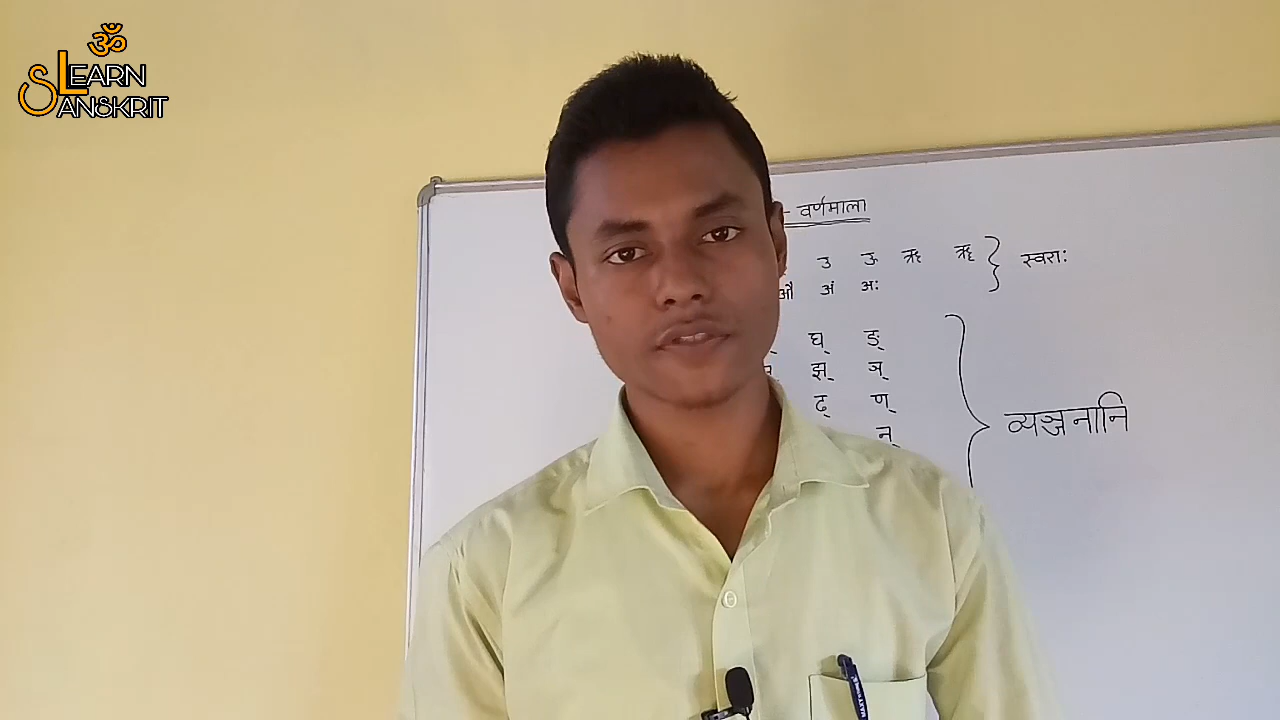 ॐ
LEARN
SANSKRIT
- वर्णमाला
उ ऊ ऋ ॠ } स्वराः
औ अं अः
घ् ङ्
झ् ञ्
ढ् ण्
न्
व्यञ्जनानि